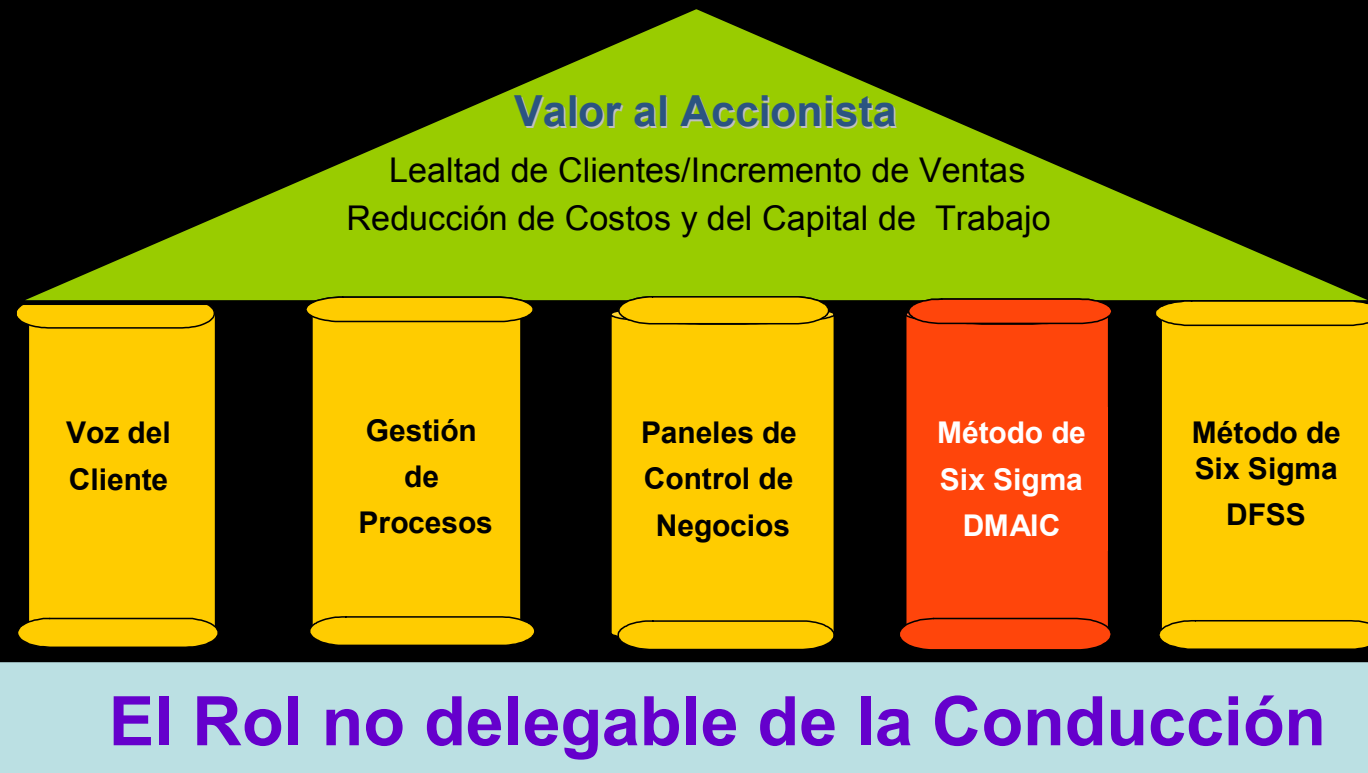 Valor al Accionista
Lealtad de Clientes/Incremento de Ventas
Reducción de Costos y del Capital de Trabajo
Voz del
Cliente
Gestión
de
Procesos
Paneles de
Control de
Negocios
Método de
Six Sigma
DMAIC
Método de
Six Sigma
DFSS
El Rol no delegable de la Conducción